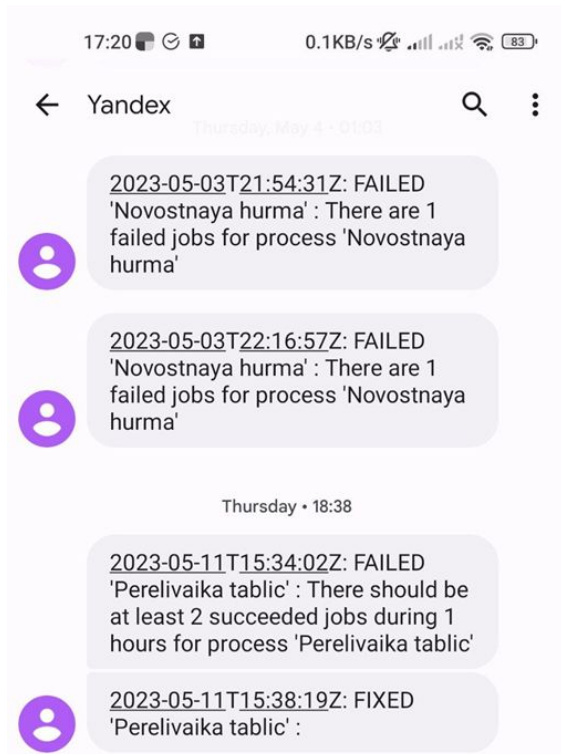 17:20 0.1KB/s 83
Yandex
Thursday, May 4 - 01:03
2023-05-03T21:54:31Z: FAILED
'Novostnaya hurma' : There are 1
failed jobs for process 'Novostnaya
hurma'
2023-05-03T22:16:57Z: FAILED
'Novostnaya hurma' : There are 1
failed jobs for process 'Novostnaya
hurma'
Thursday • 18:38
2023-05-11T15:34:02Z: FAILED
'Perelivaika tablic' : There should be
at least 2 succeeded jobs during 1
hours for process 'Perelivaika tablic'
2023-05-11T15:38:19Z: FIXED
'Perelivaika tablic' :